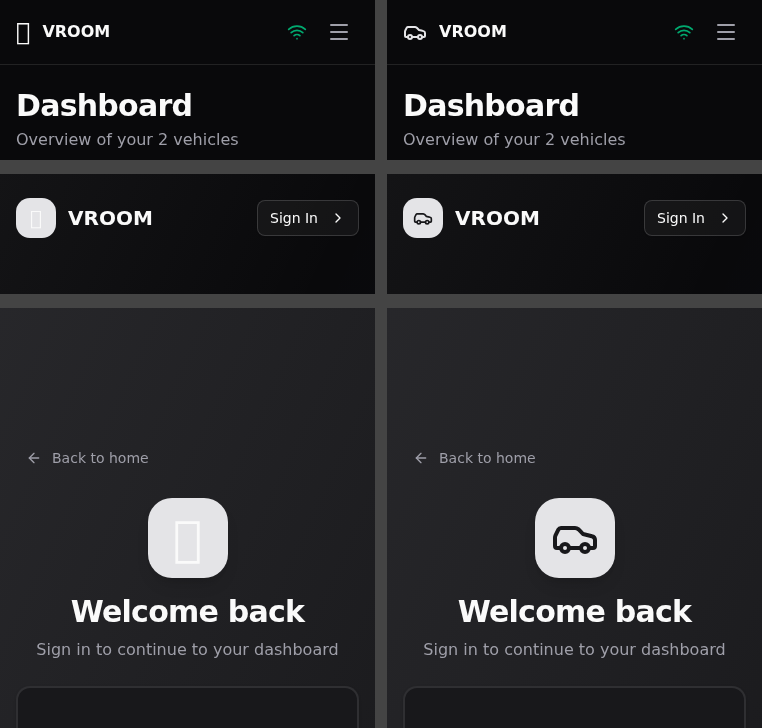 VROOM
Dashboard
Overview of your 2 vehicles
VROOM
Dashboard
Overview of your 2 vehicles
VROOM
Sign In
VROOM
Sign In
Back to home
Welcome back
Sign in to continue to your dashboard
Back to home
Welcome back
Sign in to continue to your dashboard